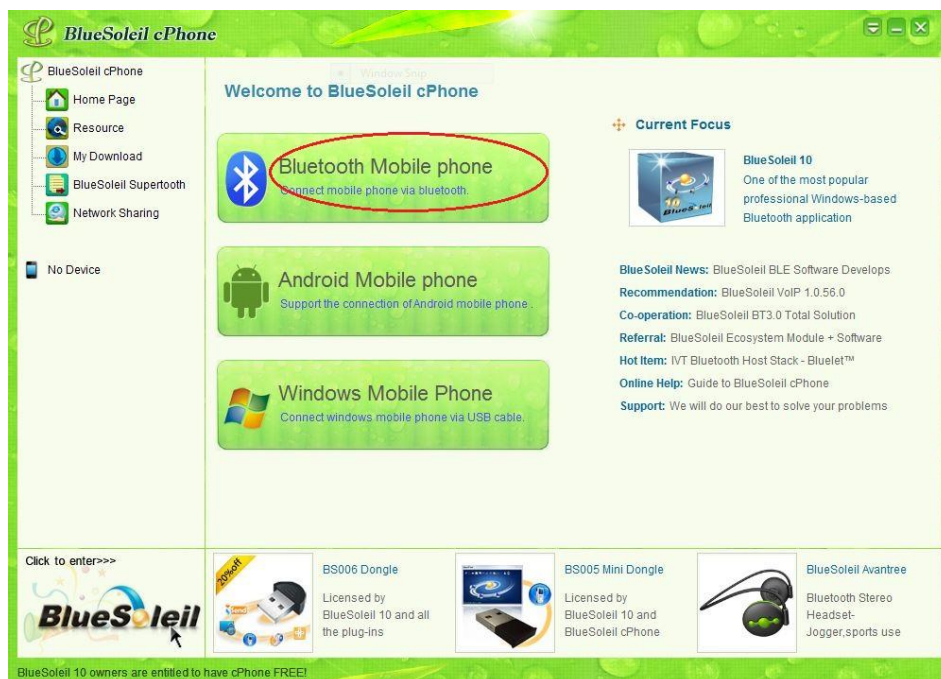 BlueSoleil cPhone
BlueSoleil cPhone
Home Page
Resource
My Download
BlueSoleil Supertooth
Network Sharing
No Device
Window Snip
Welcome to BlueSoleil cPhone
Bluetooth Mobile phone
Connect mobile phone via bluetooth.
Android Mobile phone
Support the connection of Android mobile phone .
Windows Mobile Phone
Connect windows mobile phone via USB cable.
Current Focus
BlueSoleil 10
One of the most popular
professional Windows-based
Bluetooth application
10
BlueSoleil
BlueSoleil News: BlueSoleil BLE Software Develops
Recommendation: BlueSoleil VoIP 1.0.56.0
Co-operation: BlueSoleil BT3.0 Total Solution
Referral: BlueSoleil Ecosystem Module + Software
Hot Item: IVT Bluetooth Host Stack - Bluelet™
Online Help: Guide to BlueSoleil cPhone
Support: We will do our best to solve your problems
Click to enter>>>
BlueSoleil
20%off
BS006 Dongle
Licensed by
BlueSoleil 10 and all
the plug-ins
BS005 Mini Dongle
Licensed by
BlueSoleil 10 and
BlueSoleil cPhone
BlueSoleil Avantree
Bluetooth Stereo
Headset-
Jogger,sports use
BlueSoleil 10 owners are entitled to have cPhone FREE!